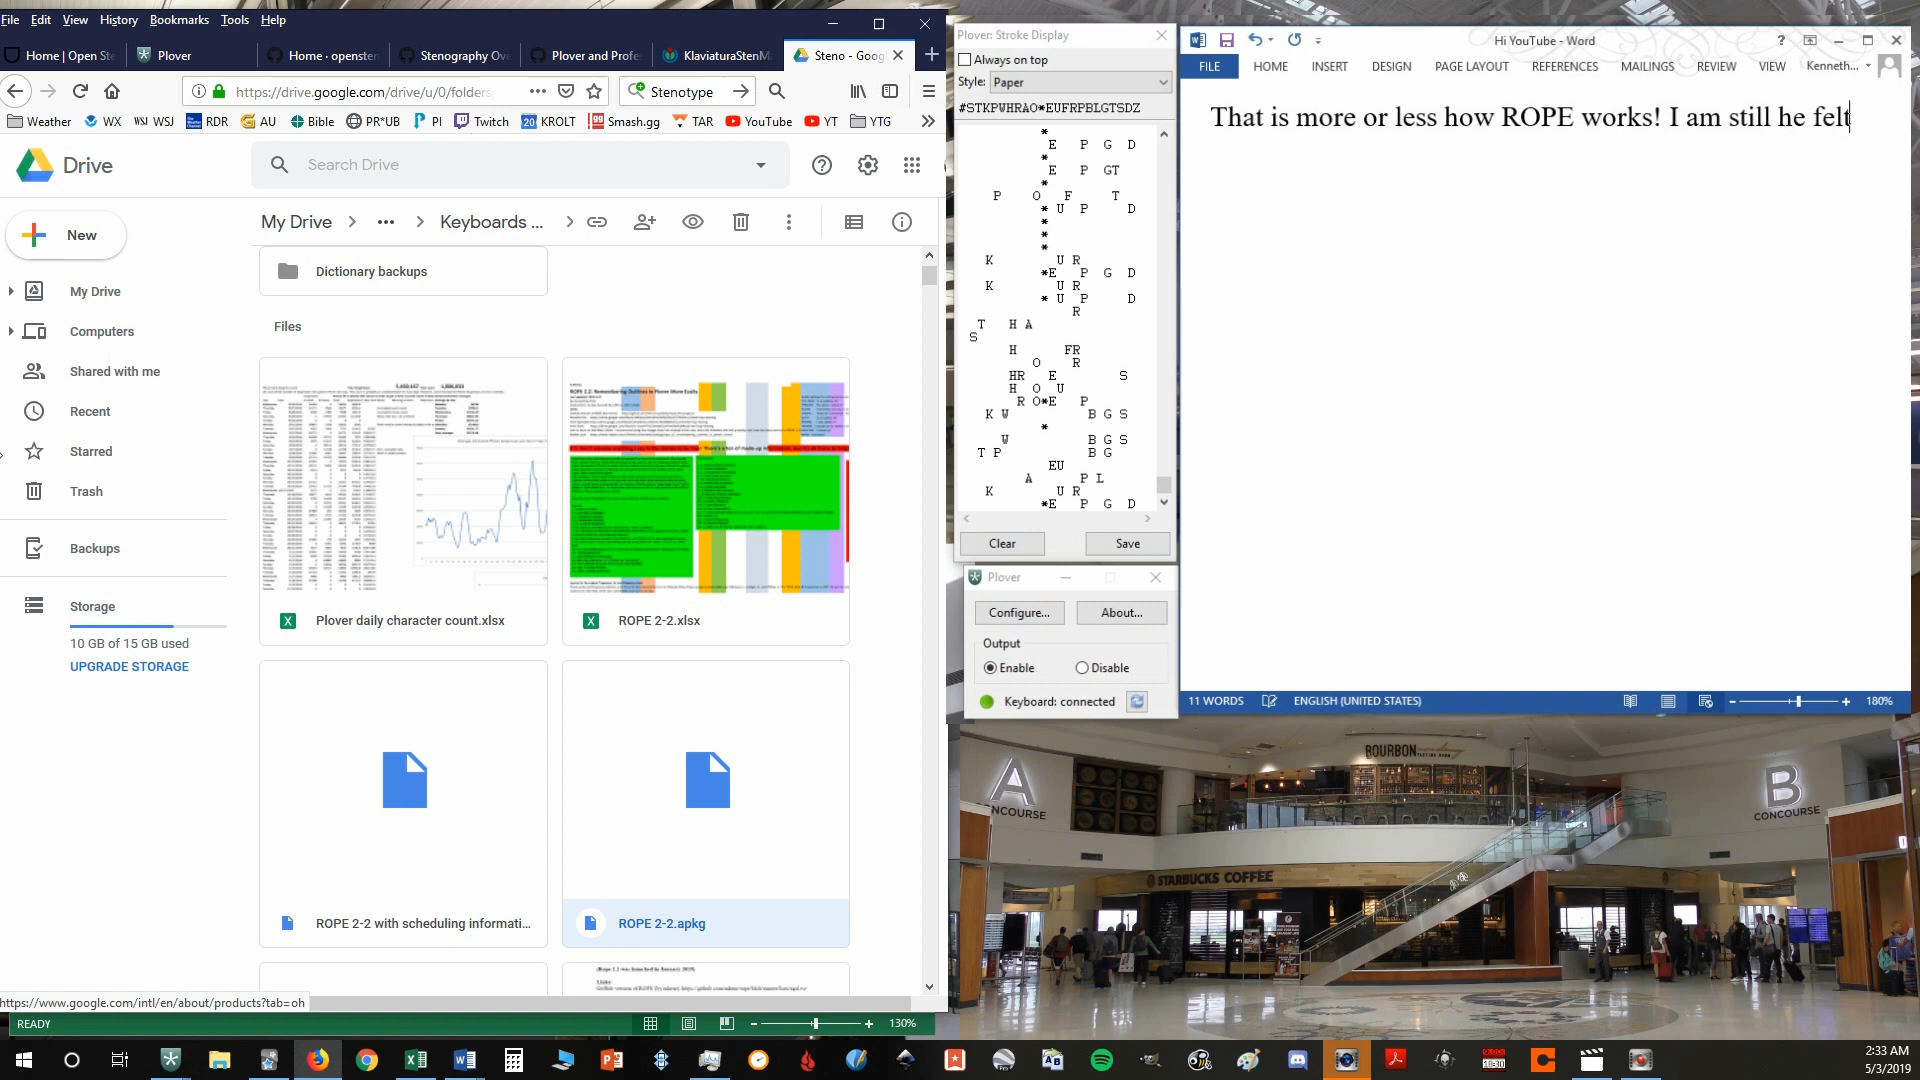 File Edit View History Bookmarks Tools Help
Home | Open Ste
Plover
Home · openster
Stenography Ov
Plover and Profe
KlaviaturaStenMa
Steno - Goog
https://drive.google.com/drive/u/0/folders
Stenotype
Weather WX WSJ RDR AU Bible PR*UB PI Twitch KROLT Smash.gg TAR YouTube YT YTG
Drive
Search Drive
New
My Drive
Computers
Shared with me
Recent
Starred
Trash
Backups
Storage
10 GB of 15 GB used
UPGRADE STORAGE
My Drive > ... > Keyboards ... >
Dictionary backups
Files
Plover daily character count.xlsx
ROPE 2-2.xlsx
ROPE 2-2 with scheduling informati...
ROPE 2-2.apkg
https://www.google.com/intl/en/about/products?tab=oh
READY
130%
Plover: Stroke Display
Always on top
Style: Paper
#STKPWHRAO*EUFRPBLGTSDZ
*
E P G D
*
E P GT
*
P O F T
* U P D
*
*
*
K U R
*E P G D
K U R
* U P D
R
T H A
S
H FR
O R
HR E S
H O U
R O*E P
K W B G S
*
W B G S
T P B G
EU
A P L
K U R
*E P G D
Clear Save
Plover
Configure... About...
Output
Enable Disable
Keyboard: connected
Hi YouTube - Word
FILE HOME INSERT DESIGN PAGE LAYOUT REFERENCES MAILINGS REVIEW VIEW Kenneth...
That is more or less how ROPE works! I am still he felt
11 WORDS ENGLISH (UNITED STATES) 180%
BOURBON
A
CONCOURSE
B
CONCOURSE
STARBUCKS COFFEE
2:33 AM
5/3/2019